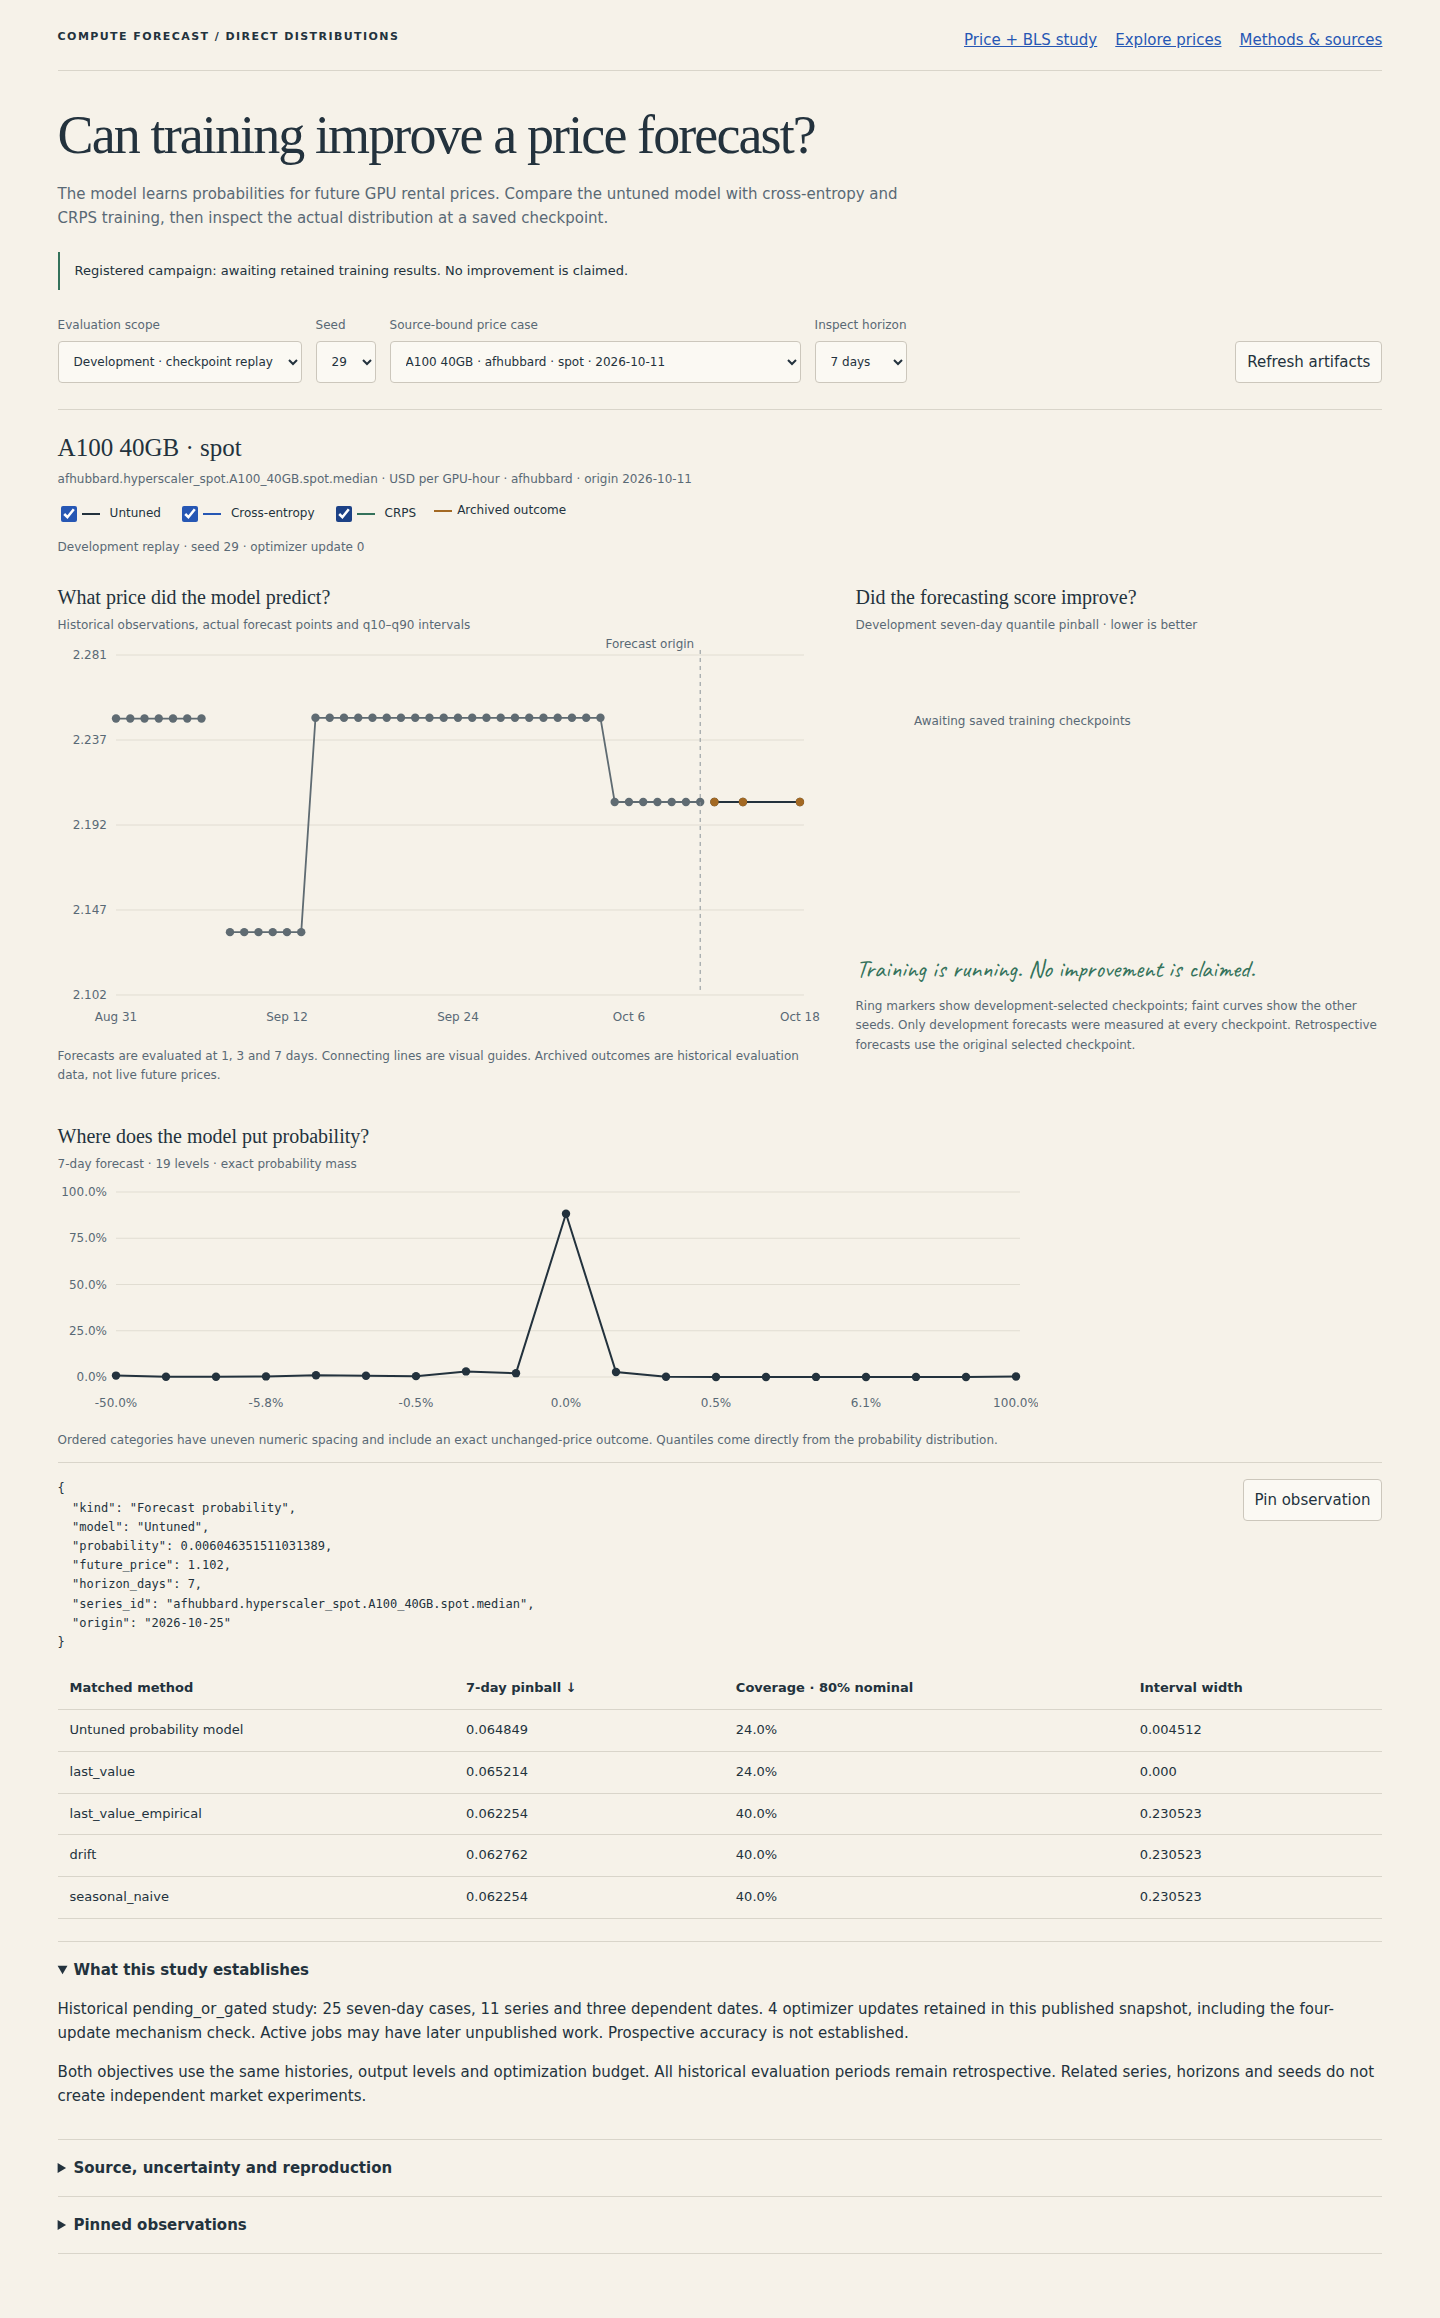 COMPUTE FORECAST / DIRECT DISTRIBUTIONS
Price + BLS study Explore prices Methods & sources
Can training improve a price forecast?
The model learns probabilities for future GPU rental prices. Compare the untuned model with cross-entropy and
CRPS training, then inspect the actual distribution at a saved checkpoint.
Registered campaign: awaiting retained training results. No improvement is claimed.
Evaluation scope Seed Source-bound price case Inspect horizon
Development · checkpoint replay 29 A100 40GB · afhubbard · spot · 2026-10-11 7 days Refresh artifacts
A100 40GB · spot
afhubbard.hyperscaler_spot.A100_40GB.spot.median · USD per GPU-hour · afhubbard · origin 2026-10-11
Untuned Cross-entropy CRPS Archived outcome
Development replay · seed 29 · optimizer update 0
What price did the model predict?
Historical observations, actual forecast points and q10–q90 intervals
Forecast origin
2.281
2.237
2.192
2.147
2.102
Aug 31 Sep 12 Sep 24 Oct 6 Oct 18
Forecasts are evaluated at 1, 3 and 7 days. Connecting lines are visual guides. Archived outcomes are historical evaluation
data, not live future prices.
Did the forecasting score improve?
Development seven-day quantile pinball · lower is better
Awaiting saved training checkpoints
Training is running. No improvement is claimed.
Ring markers show development-selected checkpoints; faint curves show the other
seeds. Only development forecasts were measured at every checkpoint. Retrospective
forecasts use the original selected checkpoint.
Where does the model put probability?
7-day forecast · 19 levels · exact probability mass
100.0%
75.0%
50.0%
25.0%
0.0%
-50.0% -5.8% -0.5% 0.0% 0.5% 6.1% 100.0%
Ordered categories have uneven numeric spacing and include an exact unchanged-price outcome. Quantiles come directly from the probability distribution.
{
"kind": "Forecast probability",
"model": "Untuned",
"probability": 0.006046351511031389,
"future_price": 1.102,
"horizon_days": 7,
"series_id": "afhubbard.hyperscaler_spot.A100_40GB.spot.median",
"origin": "2026-10-25"
}
Pin observation
Matched method 7-day pinball ↓ Coverage · 80% nominal Interval width
Untuned probability model 0.064849 24.0% 0.004512
last_value 0.065214 24.0% 0.000
last_value_empirical 0.062254 40.0% 0.230523
drift 0.062762 40.0% 0.230523
seasonal_naive 0.062254 40.0% 0.230523
▼ What this study establishes
Historical pending_or_gated study: 25 seven-day cases, 11 series and three dependent dates. 4 optimizer updates retained in this published snapshot, including the four-
update mechanism check. Active jobs may have later unpublished work. Prospective accuracy is not established.
Both objectives use the same histories, output levels and optimization budget. All historical evaluation periods remain retrospective. Related series, horizons and seeds do not
create independent market experiments.
▶ Source, uncertainty and reproduction
▶ Pinned observations